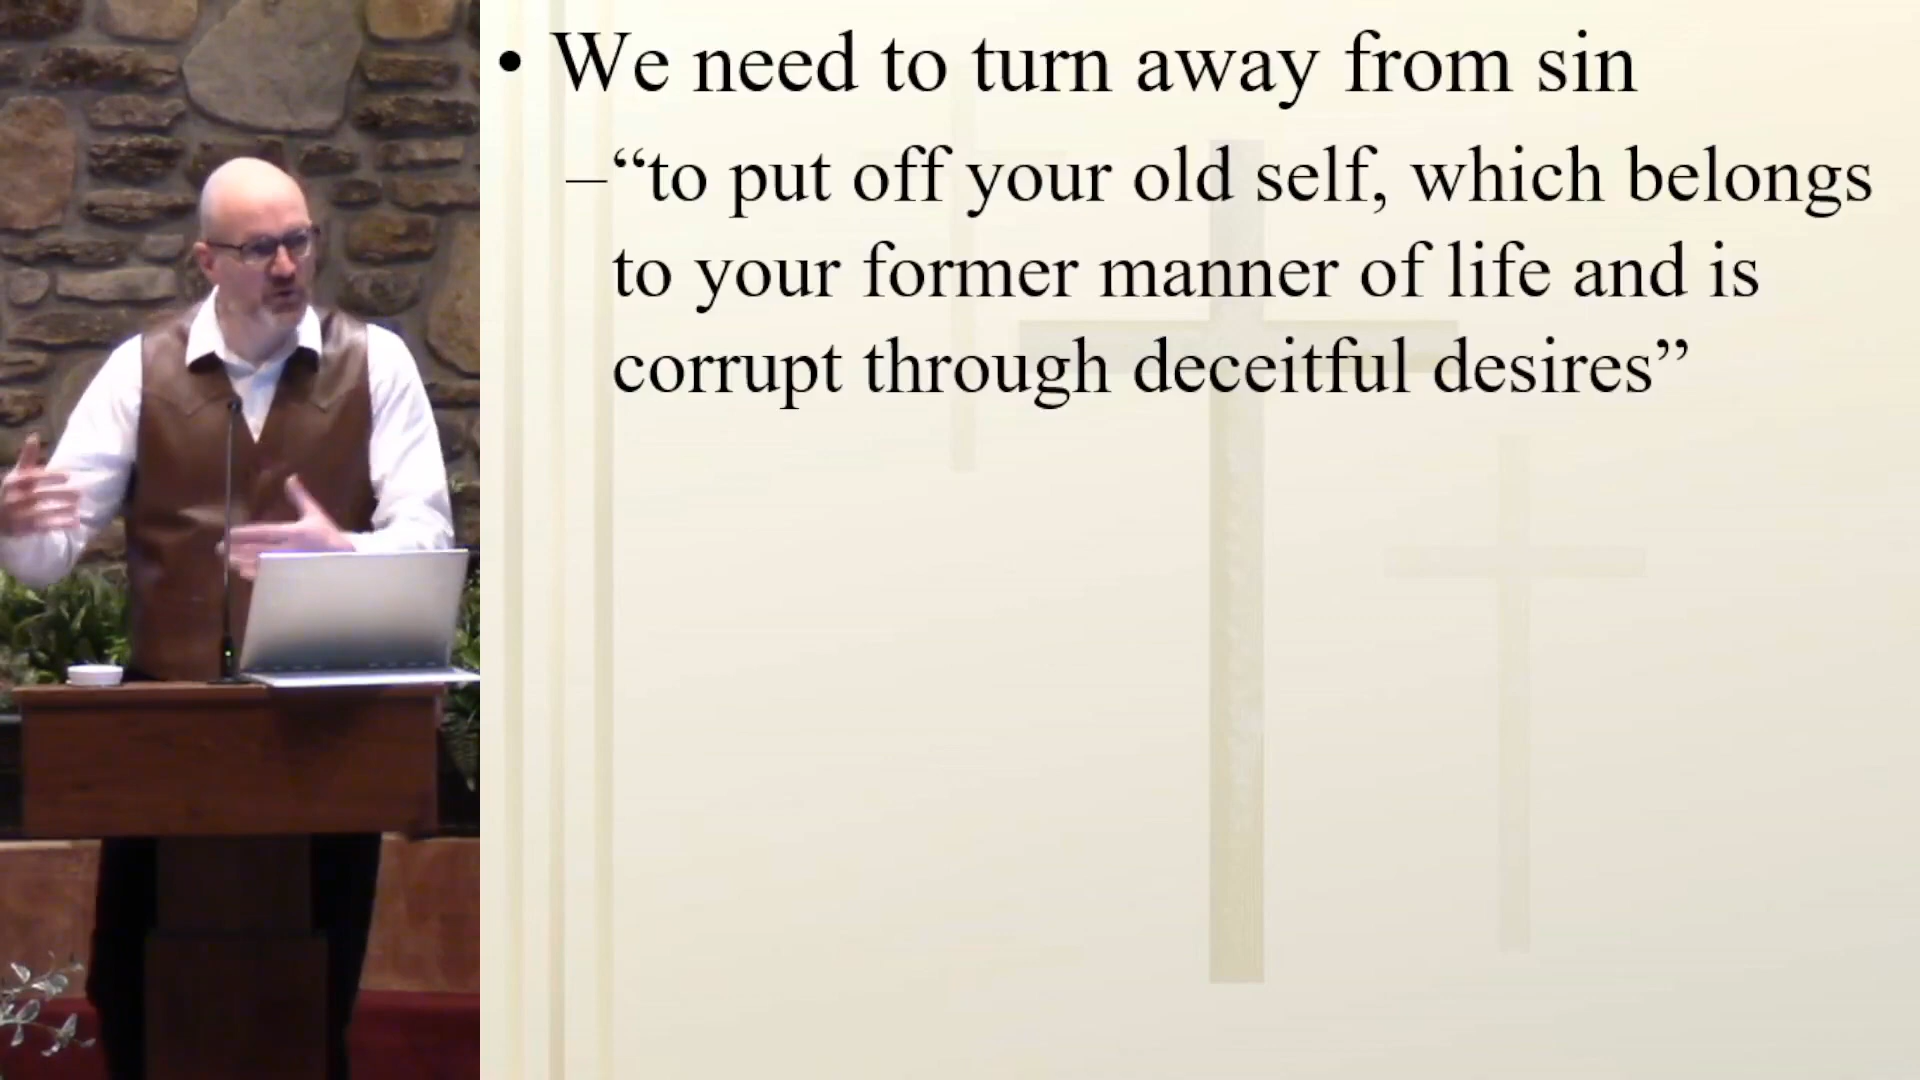 • We need to turn away from sin
–“to put off your old self, which belongs
to your former manner of life and is
corrupt through deceitful desires”